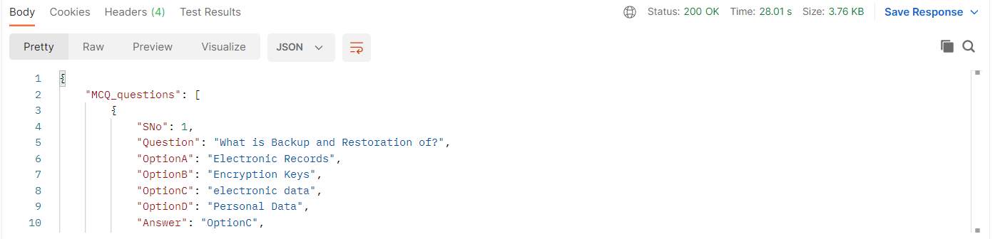 Body Cookies Headers (4) Test Results Status: 200 OK Time: 28.01 s Size: 3.76 KB Save Response
Pretty Raw Preview Visualize JSON
1 {
2 "MCQ_questions": [
3 {
4 "SNo": 1,
5 "Question": "What is Backup and Restoration of?",
6 "OptionA": "Electronic Records",
7 "OptionB": "Encryption Keys",
8 "OptionC": "electronic data",
9 "OptionD": "Personal Data",
10 "Answer": "OptionC",